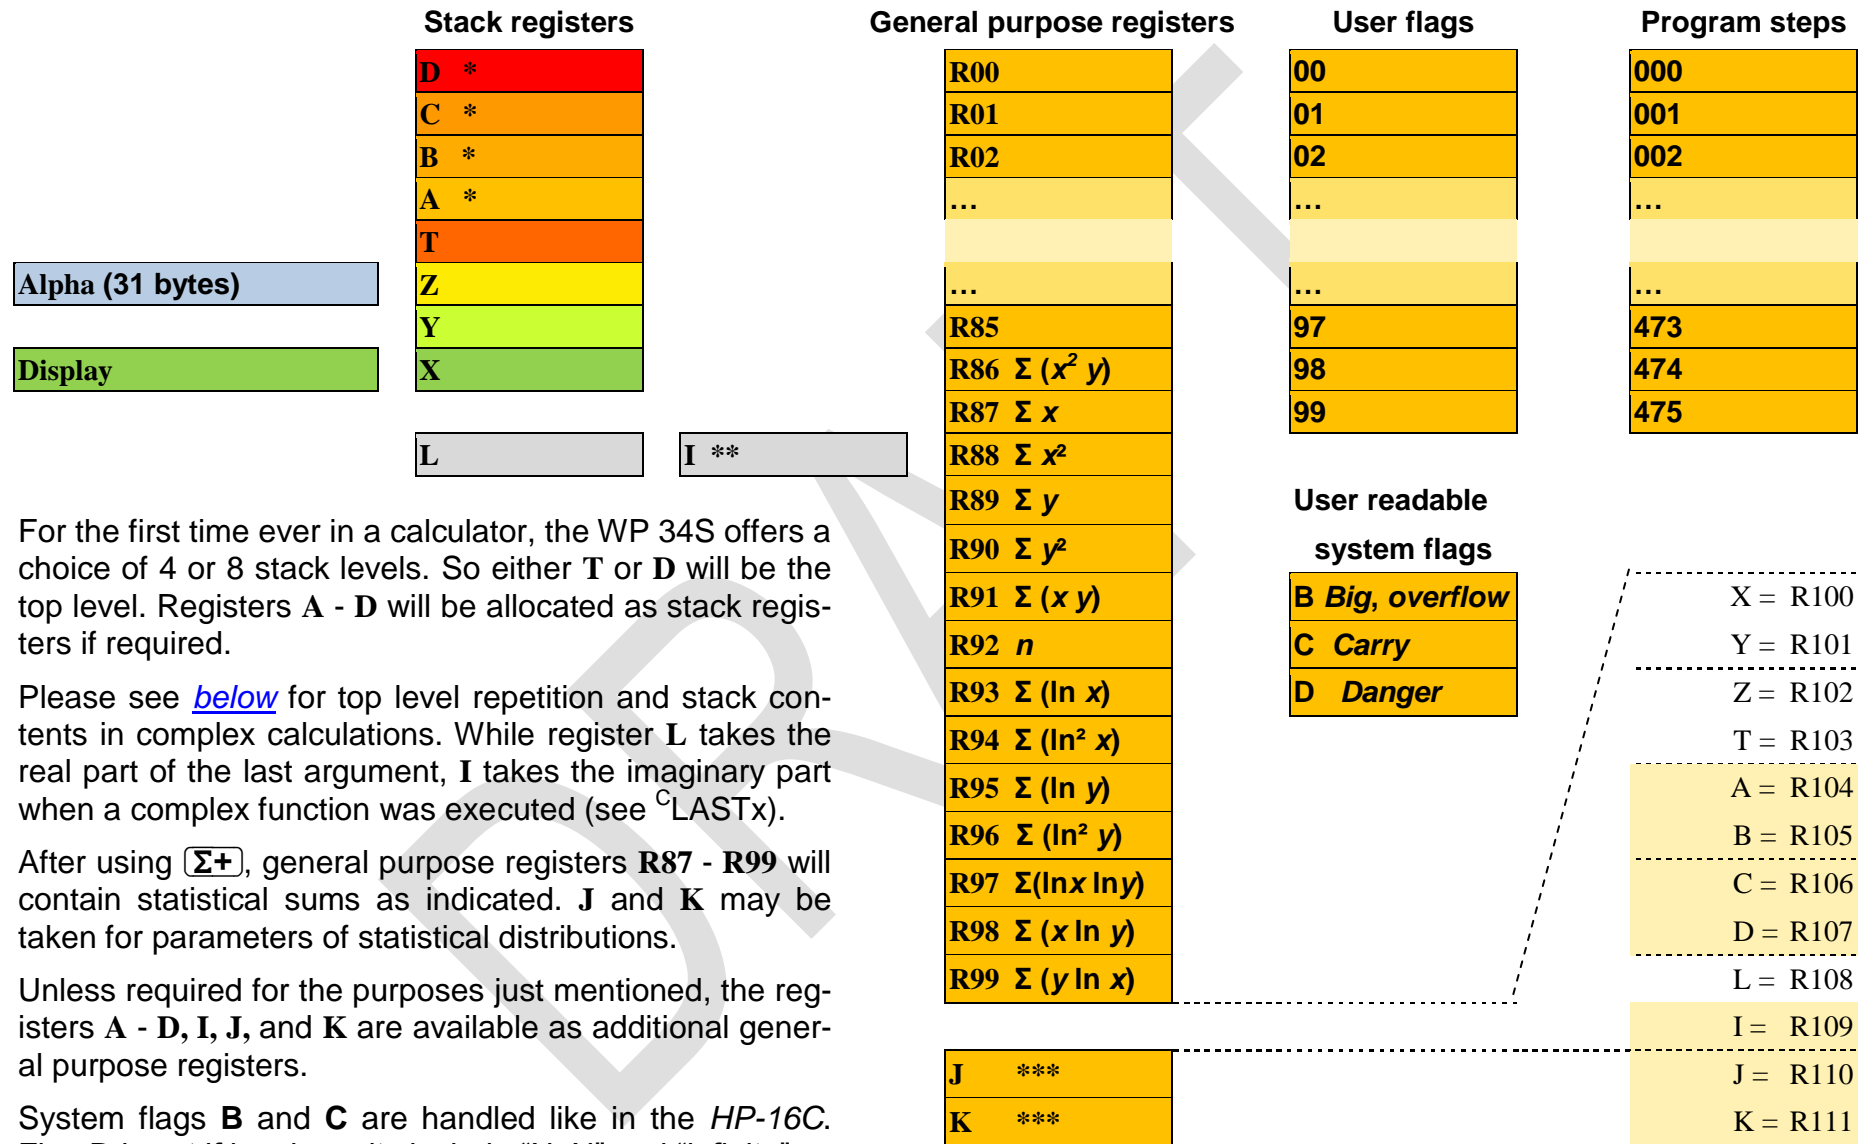 Stack registers
General purpose registers
User flags
Program steps
D *
C *
B *
A *
T
Z
Y
X
L
I **
Alpha (31 bytes)
Display
R00
R01
R02
…
…
R85
R86 Σ (x² y)
R87 Σ x
R88 Σ x²
R89 Σ y
R90 Σ y²
R91 Σ (x y)
R92 n
R93 Σ (ln x)
R94 Σ (ln² x)
R95 Σ (ln y)
R96 Σ (ln² y)
R97 Σ(lnx lny)
R98 Σ (x ln y)
R99 Σ (y ln x)
J ***
K ***
00
01
02
…
…
97
98
99
User readable
system flags
B Big, overflow
C Carry
D Danger
000
001
002
…
…
473
474
475
X = R100
Y = R101
Z = R102
T = R103
A = R104
B = R105
C = R106
D = R107
L = R108
I = R109
J = R110
K = R111
For the first time ever in a calculator, the WP 34S offers a
choice of 4 or 8 stack levels. So either T or D will be the
top level. Registers A - D will be allocated as stack regis-
ters if required.
Please see below for top level repetition and stack con-
tents in complex calculations. While register L takes the
real part of the last argument, I takes the imaginary part
when a complex function was executed (see ᶜLASTx).
After using Σ+, general purpose registers R87 - R99 will
contain statistical sums as indicated. J and K may be
taken for parameters of statistical distributions.
Unless required for the purposes just mentioned, the reg-
isters A - D, I, J, and K are available as additional gener-
al purpose registers.
System flags B and C are handled like in the HP-16C.
DRAFT